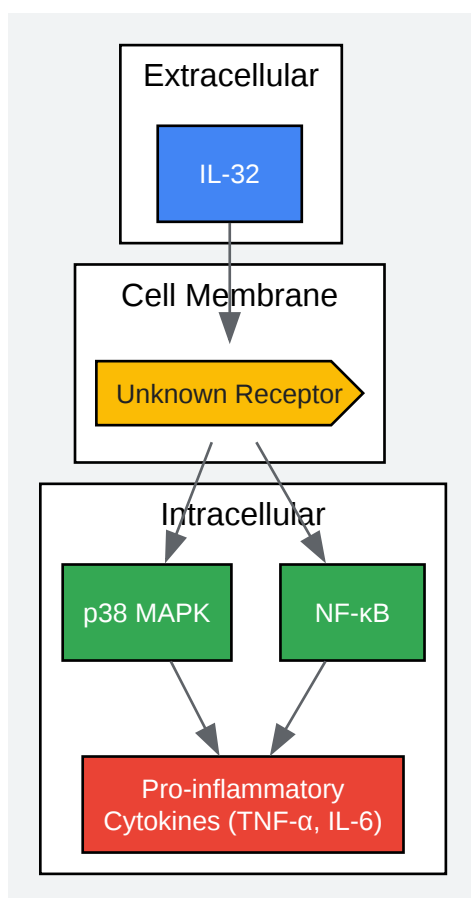 Extracellular
IL-32
Cell Membrane
Unknown Receptor
Intracellular
p38 MAPK
NF-κB
Pro-inflammatory
Cytokines (TNF-α, IL-6)